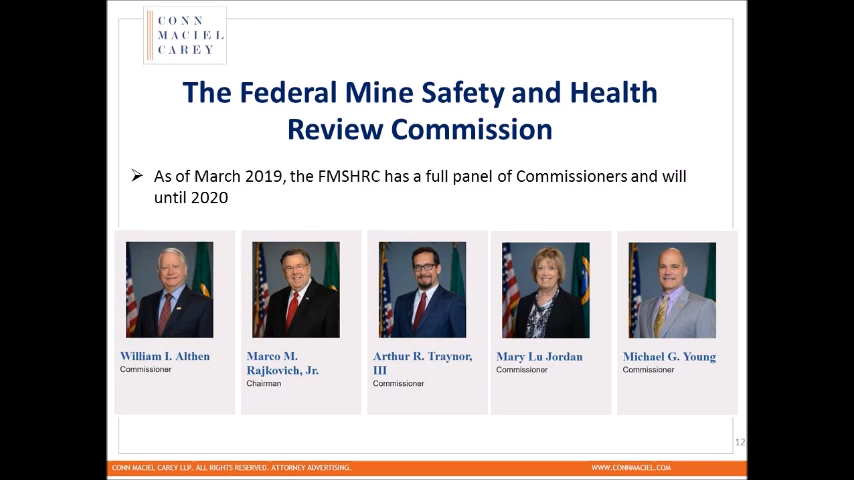 CONN
MACIEL
CAREY
The Federal Mine Safety and Health
Review Commission
As of March 2019, the FMSHRC has a full panel of Commissioners and will
until 2020
William I. Althen
Commissioner
Marco M.
Rajkovich, Jr.
Chairman
Arthur R. Traynor,
III
Commissioner
Mary Lu Jordan
Commissioner
Michael G. Young
Commissioner
12
CONN MACIEL CAREY LLP. ALL RIGHTS RESERVED. ATTORNEY ADVERTISING.
WWW.CONNMACIEL.COM